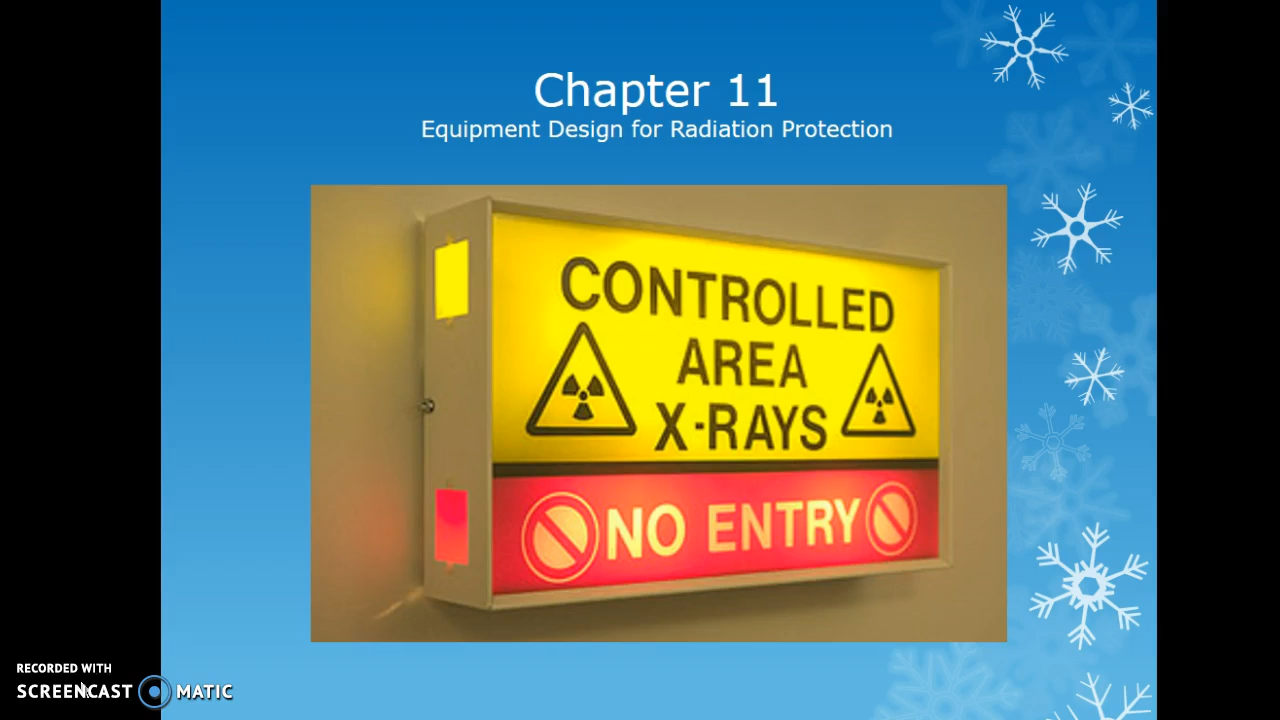 Chapter 11
Equipment Design for Radiation Protection
CONTROLLED
AREA
X-RAYS
NO ENTRY
RECORDED WITH
SCREENCAST MATIC